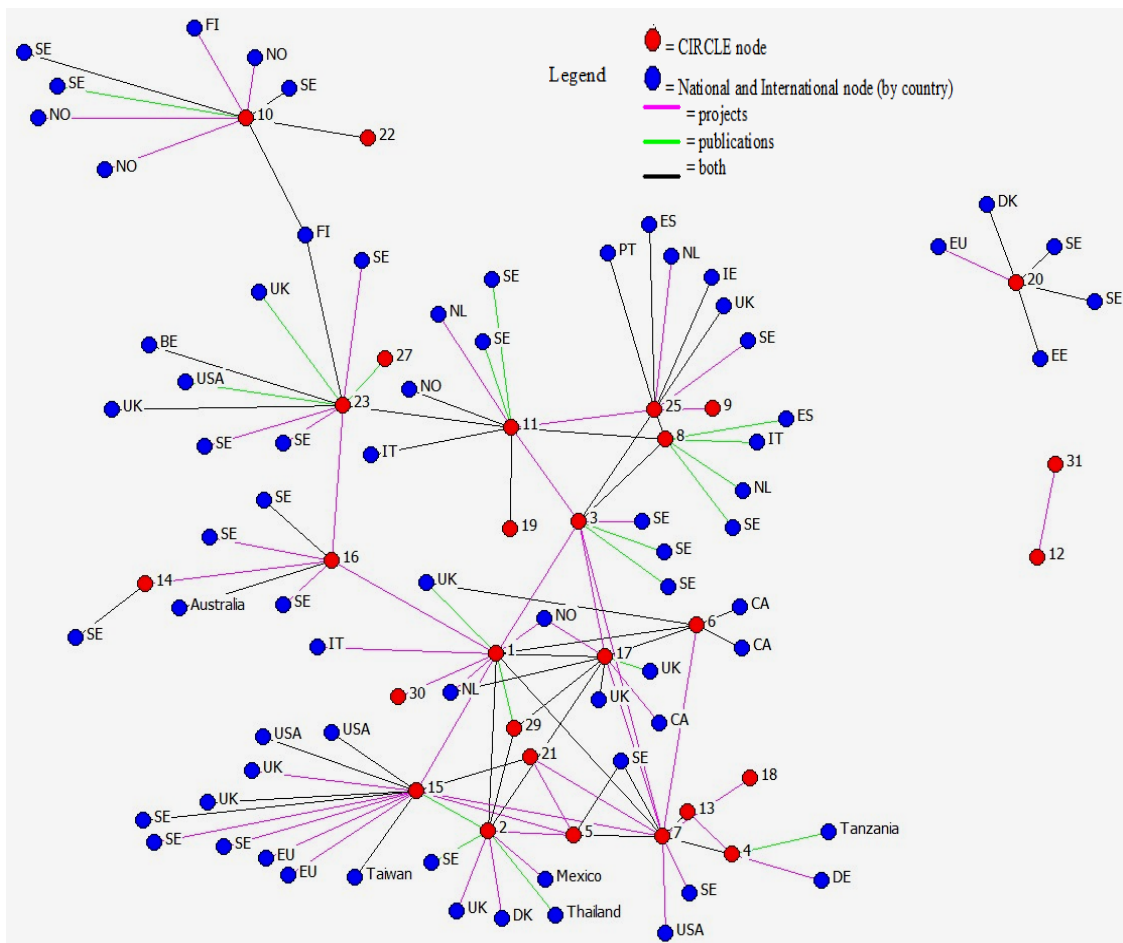 FI
SE
NO
SE
SE
NO
10
22
NO
FI
Legend
= CIRCLE node
= National and International node (by country)
= projects
= publications
= both
DK
EU
SE
20
SE
EE
ES
PT
NL
IE
UK
SE
9
25
8
ES
IT
NL
SE
SE
NL
SE
NO
11
IT
19
SE
UK
BE
27
USA
23
UK
SE
SE
31
12
3
SE
SE
SE
SE
SE
16
14
Australia
SE
SE
UK
NO
6
CA
CA
IT
1
17
UK
30
NL
UK
CA
29
21
SE
USA
USA
UK
15
UK
SE
SE
SE
EU
EU
Taiwan
18
13
2
5
7
4
Tanzania
DE
SE
Mexico
SE
UK
DK
Thailand
USA